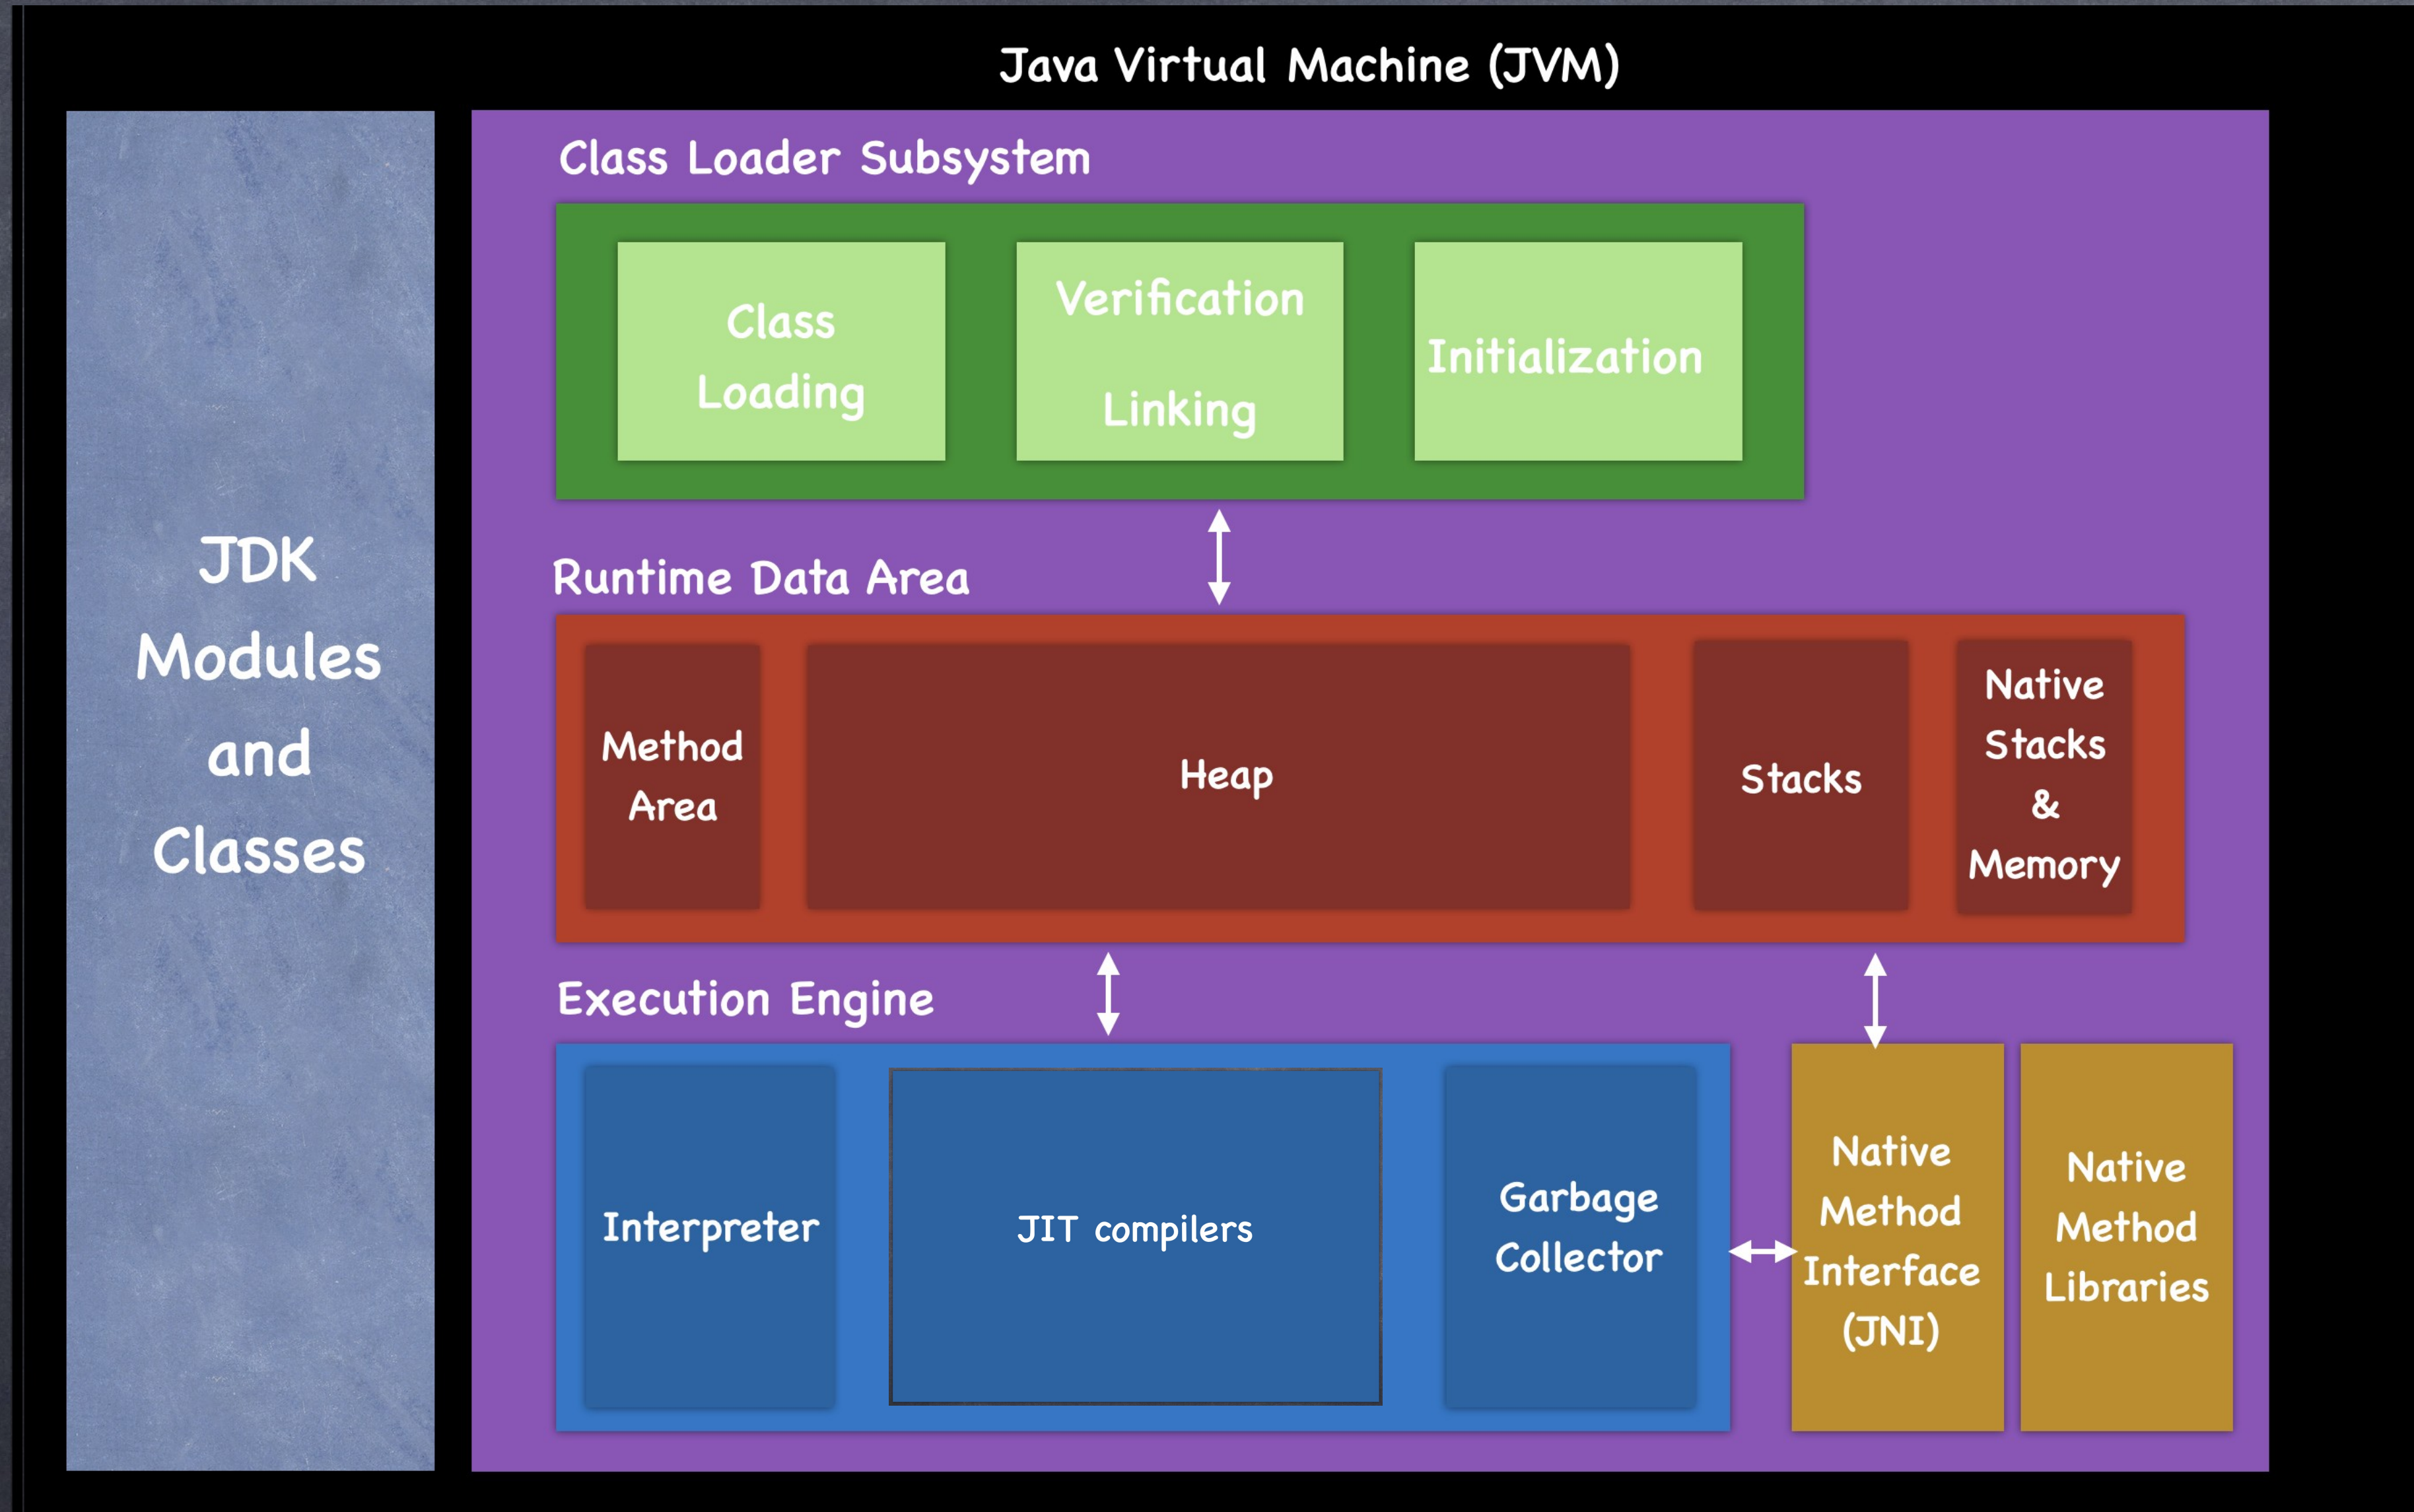 Java Virtual Machine (JVM)
JDK
Modules
and
Classes
Class Loader Subsystem
Class
Loading
Verification
Linking
Initialization
Runtime Data Area
Method
Area
Heap
Stacks
Native
Stacks
&
Memory
Execution Engine
Interpreter
JIT compilers
Garbage
Collector
Native
Method
Interface
(JNI)
Native
Method
Libraries